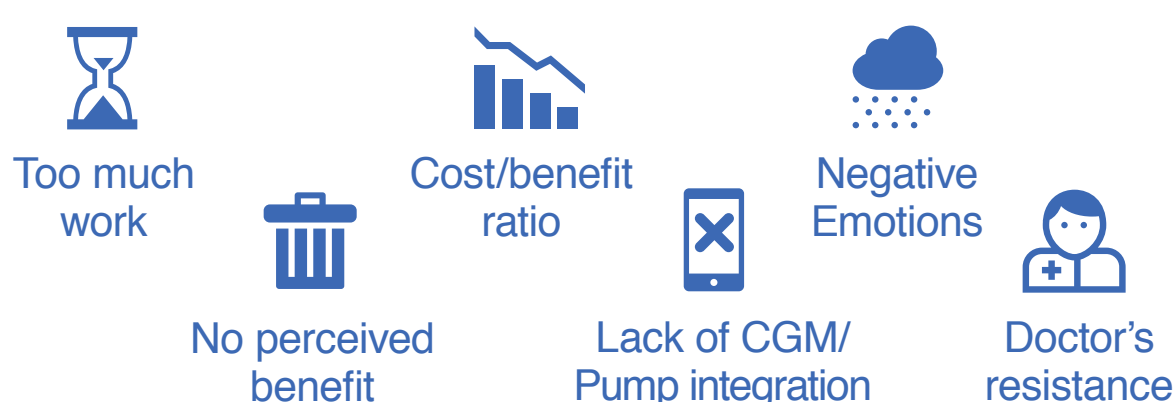 Too much
work
No perceived
benefit
Cost/benefit
ratio
Lack of CGM/
Pump integration
Negative
Emotions
Doctor’s
resistance